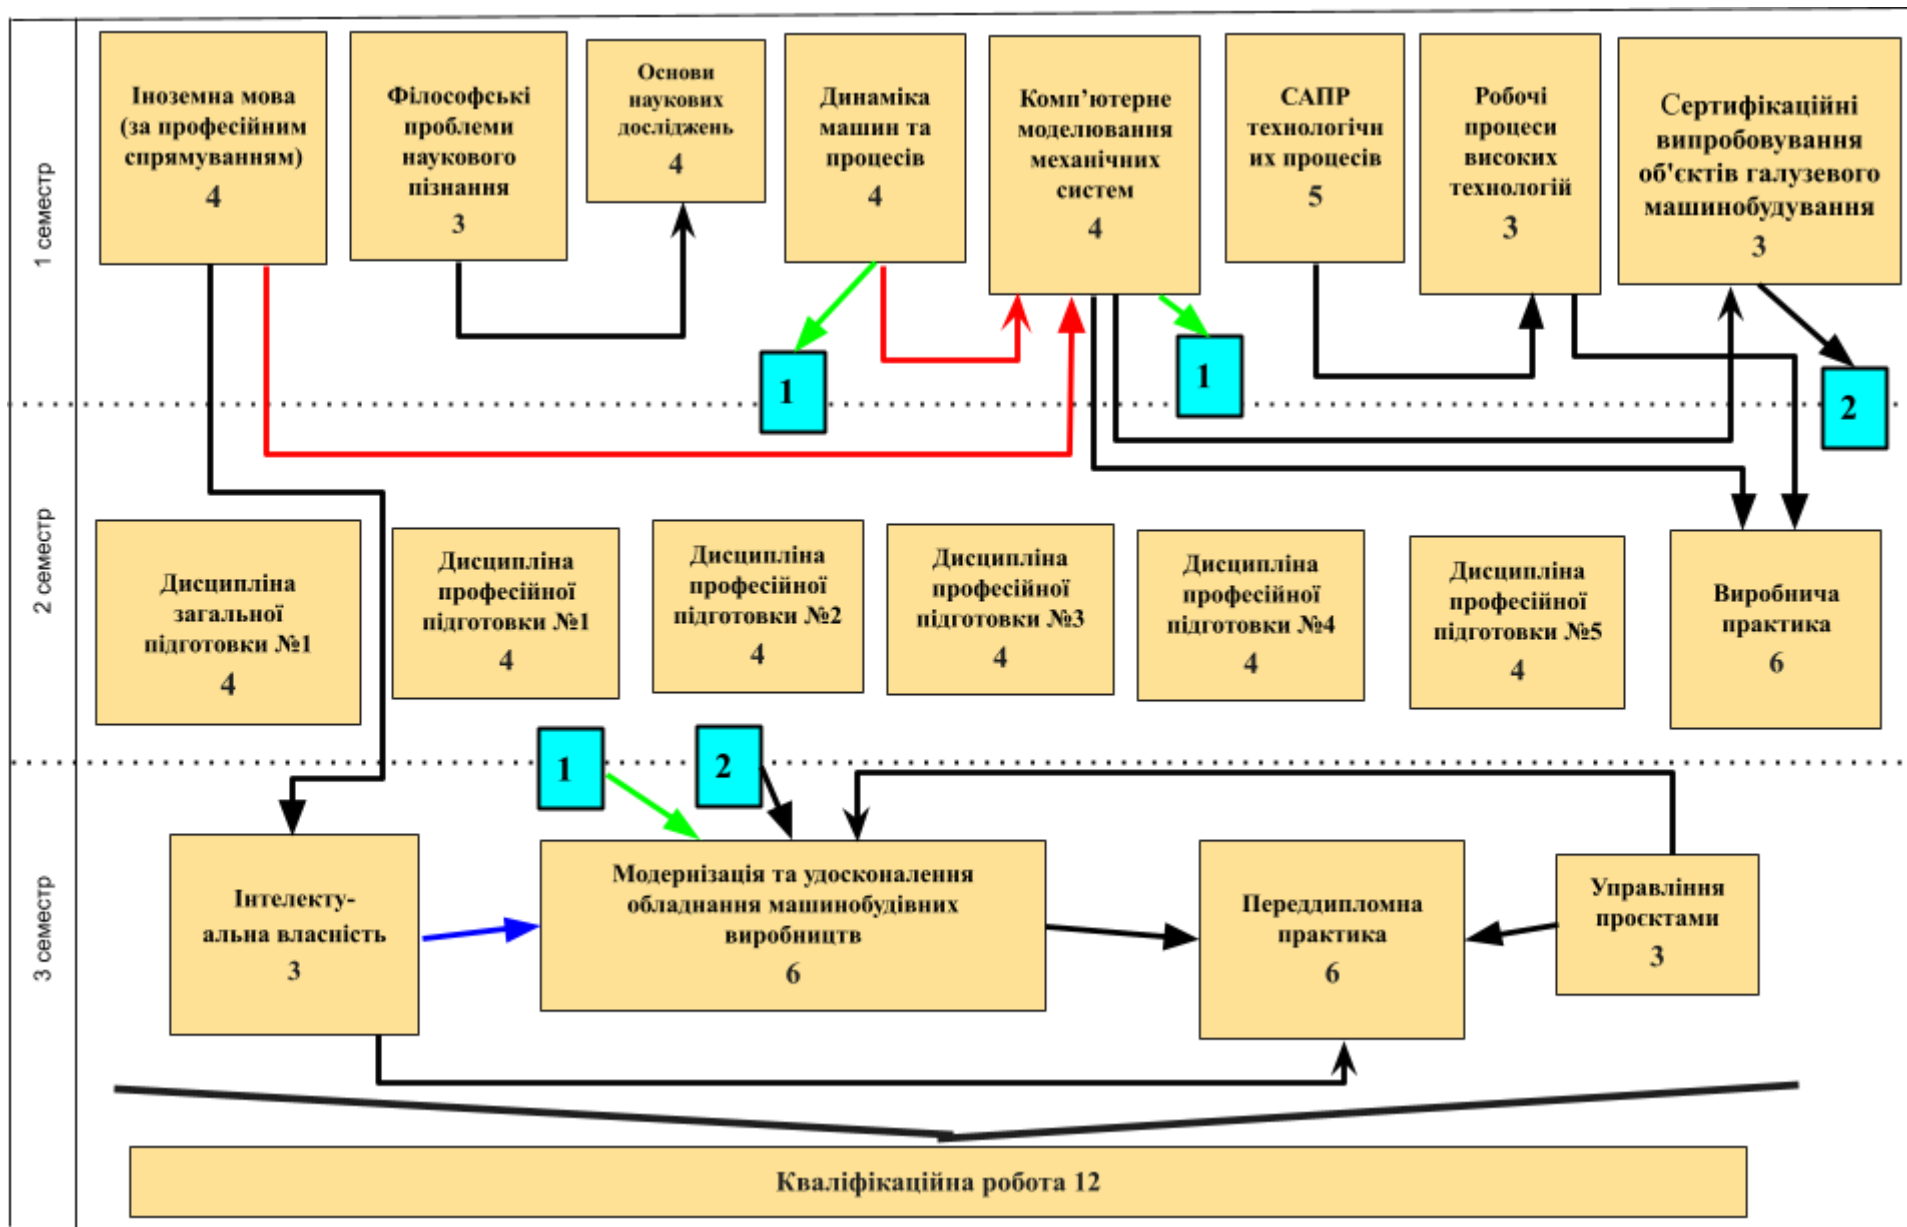 1 семестр
Іноземна мова
(за професійним
спрямуванням)
4
Філософські
проблеми
наукового
пізнання
3
Основи
наукових
досліджень
4
Динаміка
машин та
процесів
4
Комп’ютерне
моделювання
механічних
систем
4
САПР
технологічн
их процесів
5
Робочі
процеси
високих
технологій
3
Сертифікаційні
випробовування
об'єктів галузевого
машинобудування
3
1
1
2
2 семестр
Дисципліна
загальної
підготовки №1
4
Дисципліна
професійної
підготовки №1
4
Дисципліна
професійної
підготовки №2
4
Дисципліна
професійної
підготовки №3
4
Дисципліна
професійної
підготовки №4
4
Дисципліна
професійної
підготовки №5
4
Виробнича
практика
6
1
2
3 семестр
Інтелекту-
альна власність
3
Модернізація та удосконалення
обладнання машинобудівних
виробництв
6
Переддипломна
практика
6
Управління
проєктами
3
Кваліфікаційна робота 12